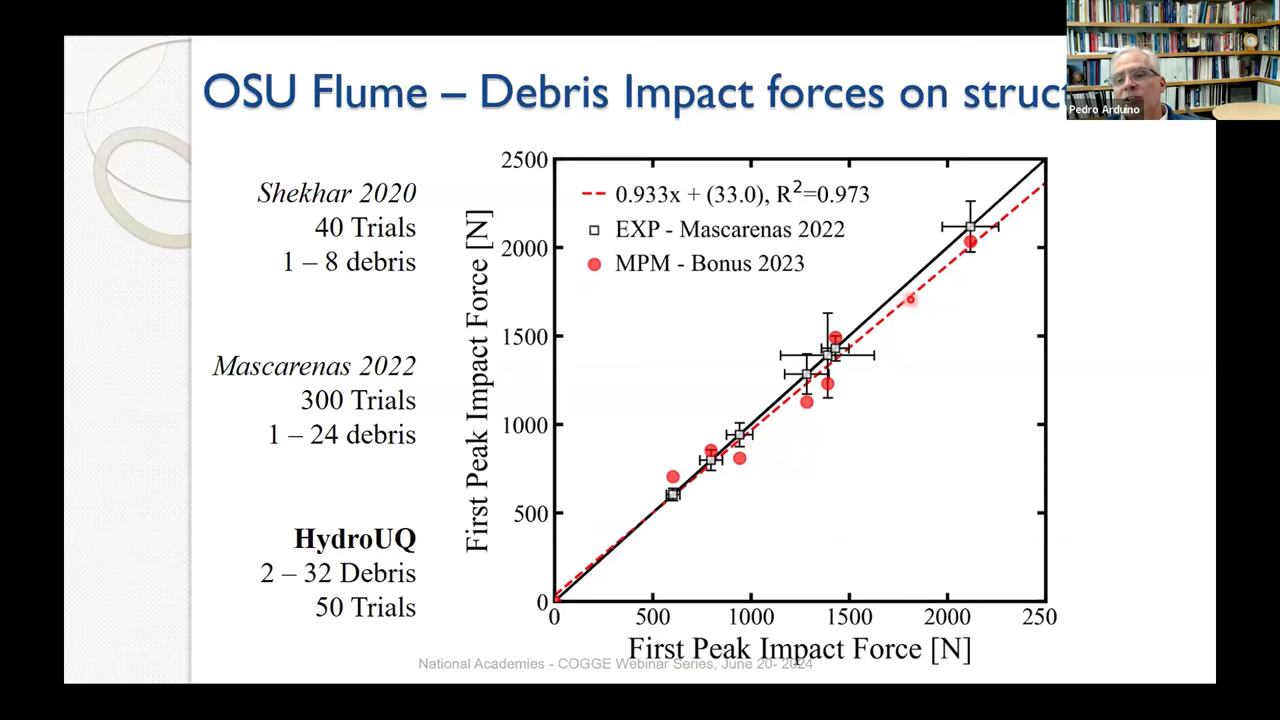 OSU Flume – Debris Impact forces on struc
Pedro Arduino
Shekhar 2020
40 Trials
1 – 8 debris
Mascarenas 2022
300 Trials
1 – 24 debris
HydroUQ
2 – 32 Debris
50 Trials
First Peak Impact Force [N]
2500
2000
1500
1000
500
0
0.933x + (33.0), R²=0.973
EXP - Mascarenas 2022
MPM - Bonus 2023
0 500 1000 1500 2000 250
First Peak Impact Force [N]
National Academies - COGGE Webinar Series, June 20- 2024